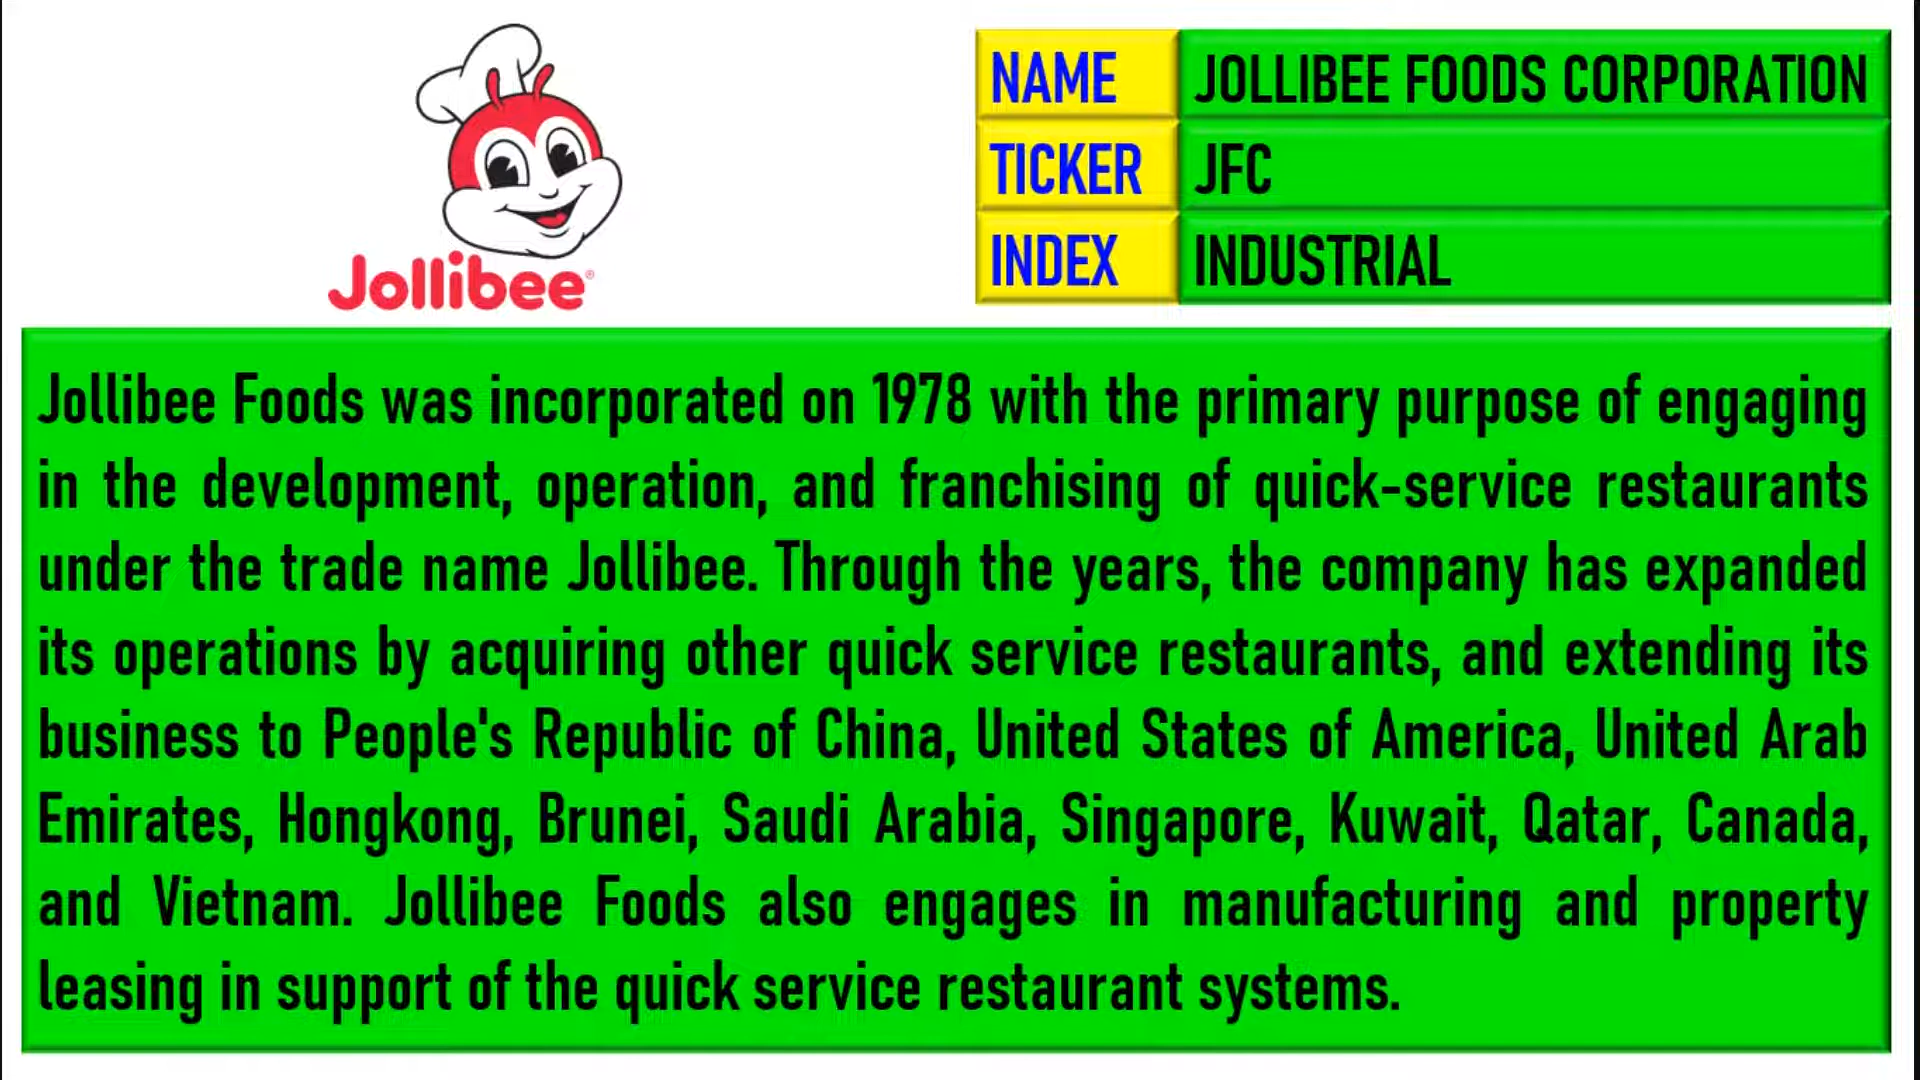 Jollibee®
NAME JOLLIBEE FOODS CORPORATION
TICKER JFC
INDEX INDUSTRIAL
Jollibee Foods was incorporated on 1978 with the primary purpose of engaging
in the development, operation, and franchising of quick-service restaurants
under the trade name Jollibee. Through the years, the company has expanded
its operations by acquiring other quick service restaurants, and extending its
business to People's Republic of China, United States of America, United Arab
Emirates, Hongkong, Brunei, Saudi Arabia, Singapore, Kuwait, Qatar, Canada,
and Vietnam. Jollibee Foods also engages in manufacturing and property
leasing in support of the quick service restaurant systems.